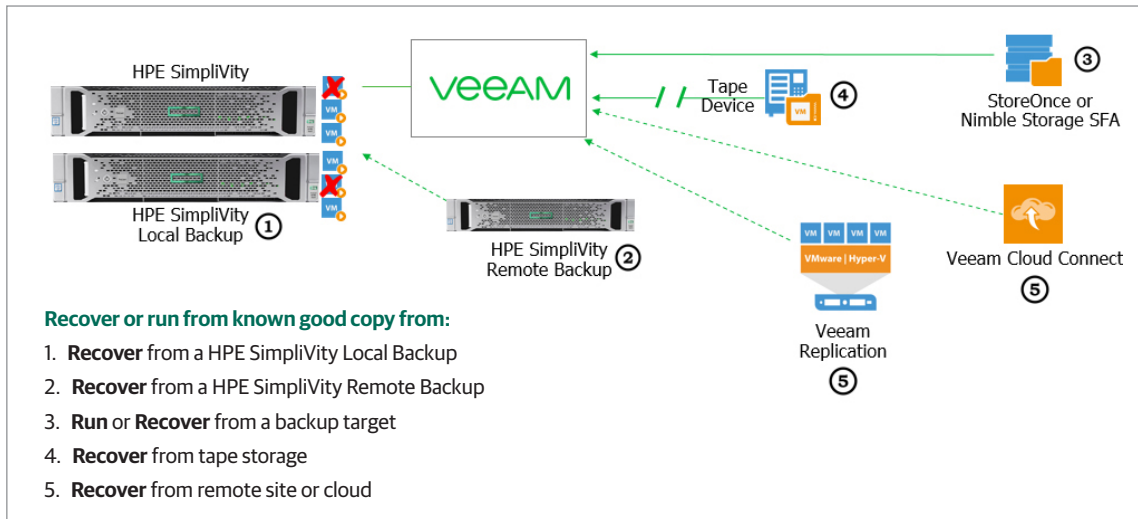 HPE SimpliVity
VM
VM
VM
VM
VM
VM
HPE SimpliVity
Local Backup
1
veeam
Tape
Device
VM
4
3
StoreOnce or
Nimble Storage SFA
HPE SimpliVity
Remote Backup
2
VM VM VM VM
VMware | Hyper-V
Veeam
Replication
5
Veeam Cloud Connect
5
Recover or run from known good copy from:
1. Recover from a HPE SimpliVity Local Backup
2. Recover from a HPE SimpliVity Remote Backup
3. Run or Recover from a backup target
4. Recover from tape storage
5. Recover from remote site or cloud